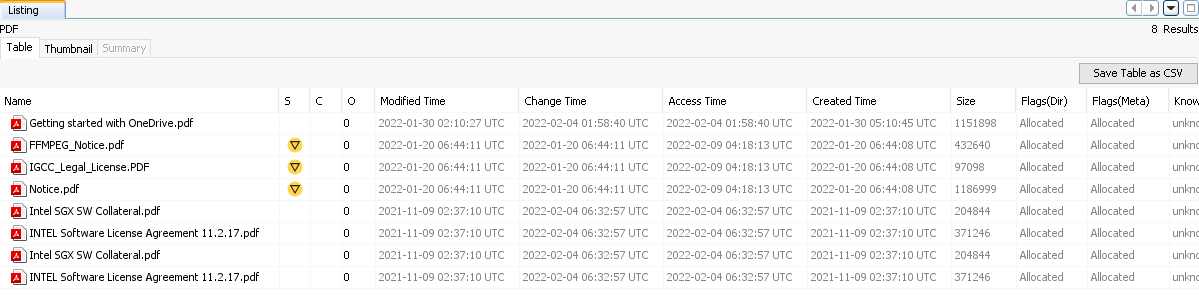 Listing
PDF
8 Results
Table Thumbnail Summary
Save Table as CSV
Name S C O Modified Time Change Time Access Time Created Time Size Flags(Dir) Flags(Meta) Know
Getting started with OneDrive.pdf 0 2022-01-30 02:10:27 UTC 2022-02-04 01:58:40 UTC 2022-02-04 01:58:40 UTC 2022-01-30 05:10:45 UTC 1151898 Allocated Allocated unkno
FFMPEG_Notice.pdf 0 2022-01-20 06:44:11 UTC 2022-01-20 06:44:11 UTC 2022-02-09 04:18:13 UTC 2022-01-20 06:44:08 UTC 432640 Allocated Allocated unkno
IGCC_Legal_License.PDF 0 2022-01-20 06:44:11 UTC 2022-01-20 06:44:11 UTC 2022-02-09 04:18:13 UTC 2022-01-20 06:44:08 UTC 97098 Allocated Allocated unkno
Notice.pdf 0 2022-01-20 06:44:11 UTC 2022-01-20 06:44:11 UTC 2022-02-09 04:18:13 UTC 2022-01-20 06:44:08 UTC 1186999 Allocated Allocated unkno
Intel SGX SW Collateral.pdf 0 2021-11-09 02:37:10 UTC 2022-02-04 06:32:57 UTC 2022-02-04 06:32:57 UTC 2021-11-09 02:37:10 UTC 204844 Allocated Allocated unkno
INTEL Software License Agreement 11.2.17.pdf 0 2021-11-09 02:37:10 UTC 2022-02-04 06:32:57 UTC 2022-02-04 06:32:57 UTC 2021-11-09 02:37:10 UTC 371246 Allocated Allocated unkno
Intel SGX SW Collateral.pdf 0 2021-11-09 02:37:10 UTC 2022-02-04 06:32:57 UTC 2022-02-04 06:32:57 UTC 2021-11-09 02:37:10 UTC 204844 Allocated Allocated unkno
INTEL Software License Agreement 11.2.17.pdf 0 2021-11-09 02:37:10 UTC 2022-02-04 06:32:57 UTC 2022-02-04 06:32:57 UTC 2021-11-09 02:37:10 UTC 371246 Allocated Allocated unkno